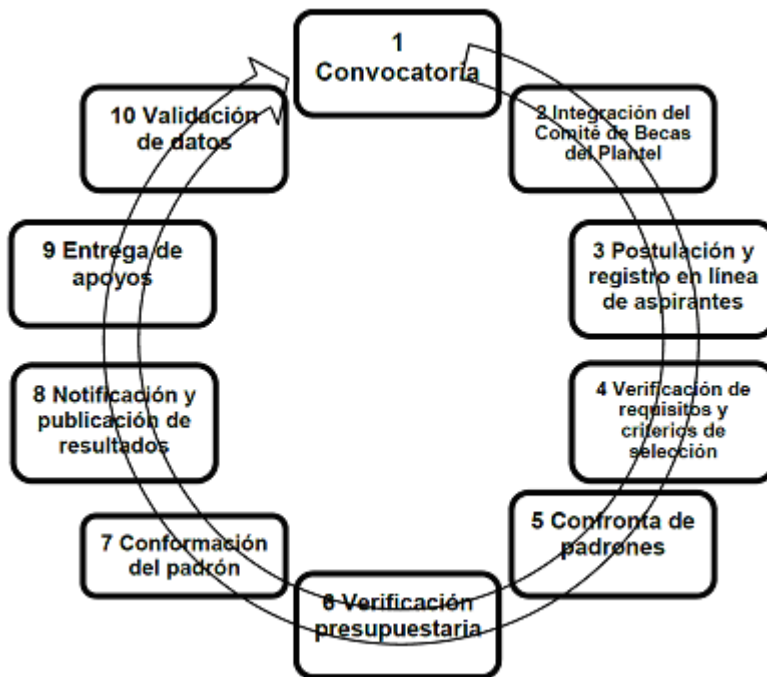 1
Convocatoria
2 Integración del
Comité de Becas
del Plantel
3 Postulación y
registro en línea
de aspirantes
4 Verificación de
requisitos y
criterios de
selección
5 Confronta de
padrones
6 Verificación
presupuestaria
7 Conformación
del padrón
8 Notificación y
publicación de
resultados
9 Entrega de
apoyos
10 Validación
de datos